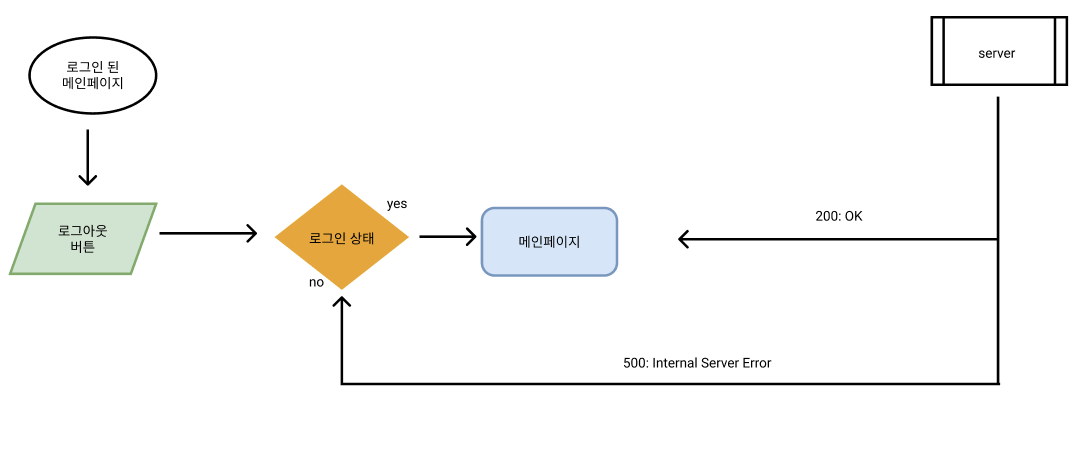 로그인 된
메인페이지
server
로그아웃
버튼
로그인 상태
yes
no
메인페이지
200: OK
500: Internal Server Error